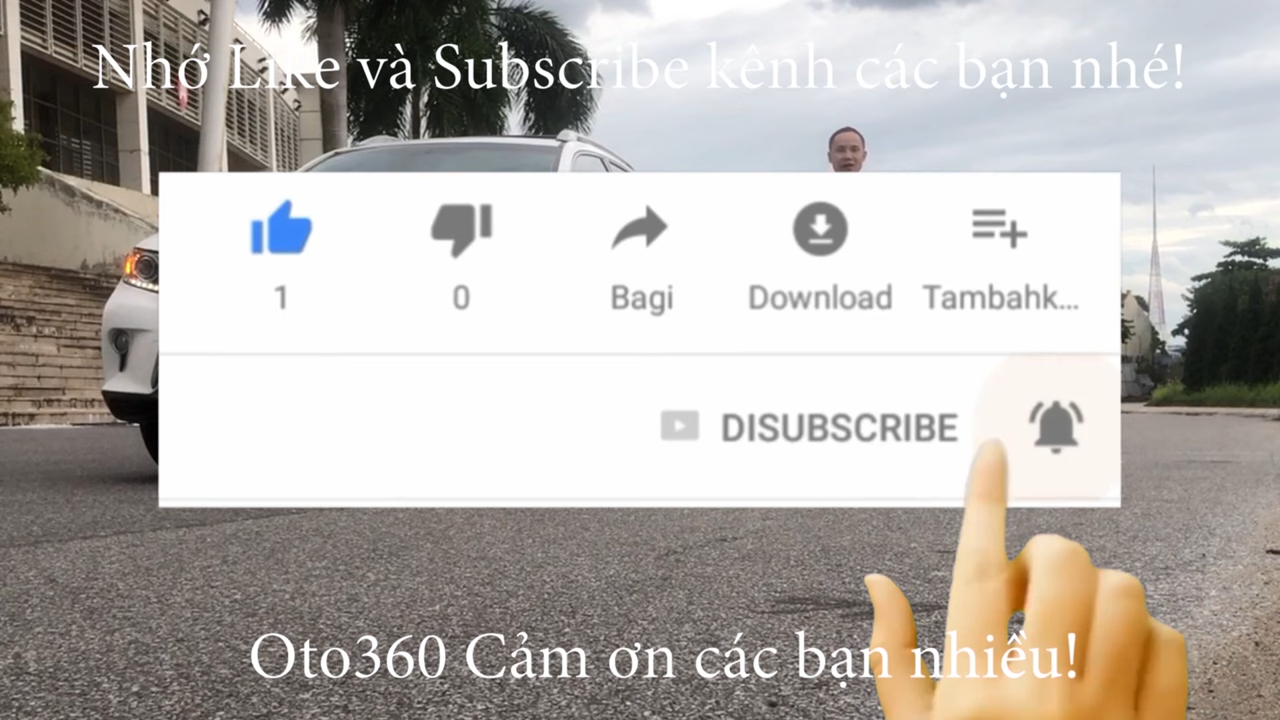 Nhớ Like và Subscribe kênh các bạn nhé!
1 0 Bagi Download Tambahk...
DISUBSCRIBE
Oto360 Cảm ơn các bạn nhiều!